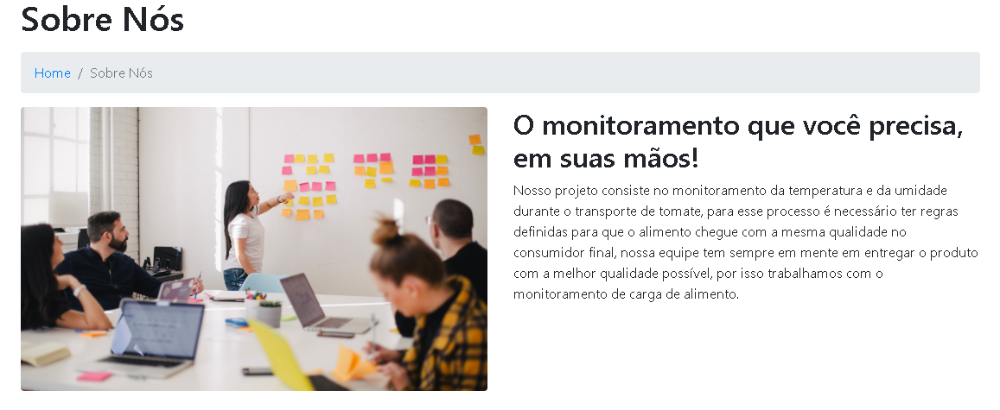 Sobre Nós
Home / Sobre Nós
O monitoramento que você precisa,
em suas mãos!
Nosso projeto consiste no monitoramento da temperatura e da umidade
durante o transporte de tomate, para esse processo é necessário ter regras
definidas para que o alimento chegue com a mesma qualidade no
consumidor final, nossa equipe tem sempre em mente em entregar o produto
com a melhor qualidade possível, por isso trabalhamos com o
monitoramento de carga de alimento.